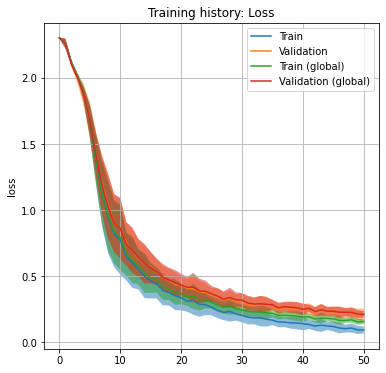 Training history: Loss
Train
Validation
Train (global)
Validation (global)
loss
2.0
1.5
1.0
0.5
0.0
0 10 20 30 40 50